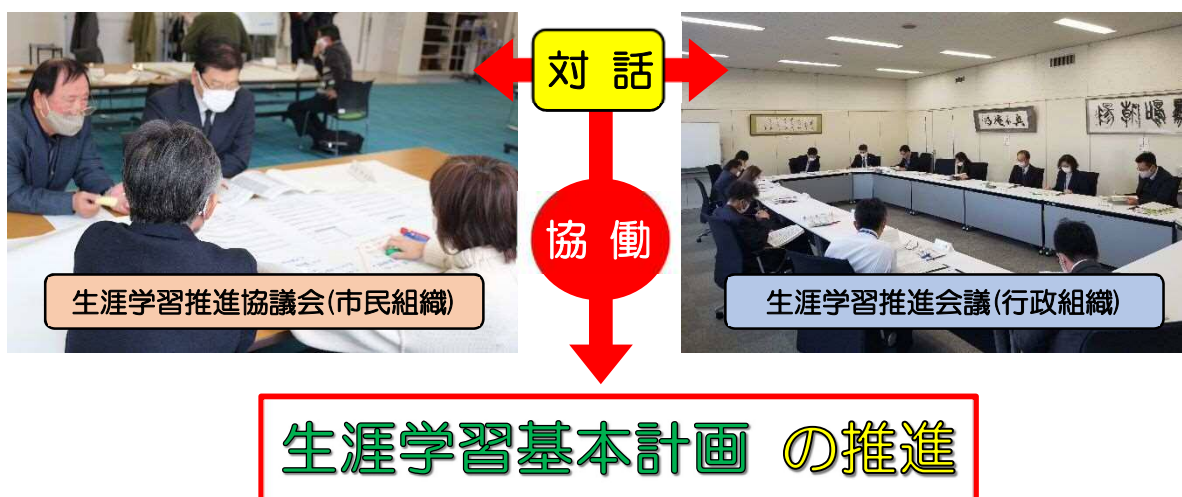 対 話
協 働
生涯学習推進協議会(市民組織)
生涯学習推進会議(行政組織)
生涯学習基本計画 の推進